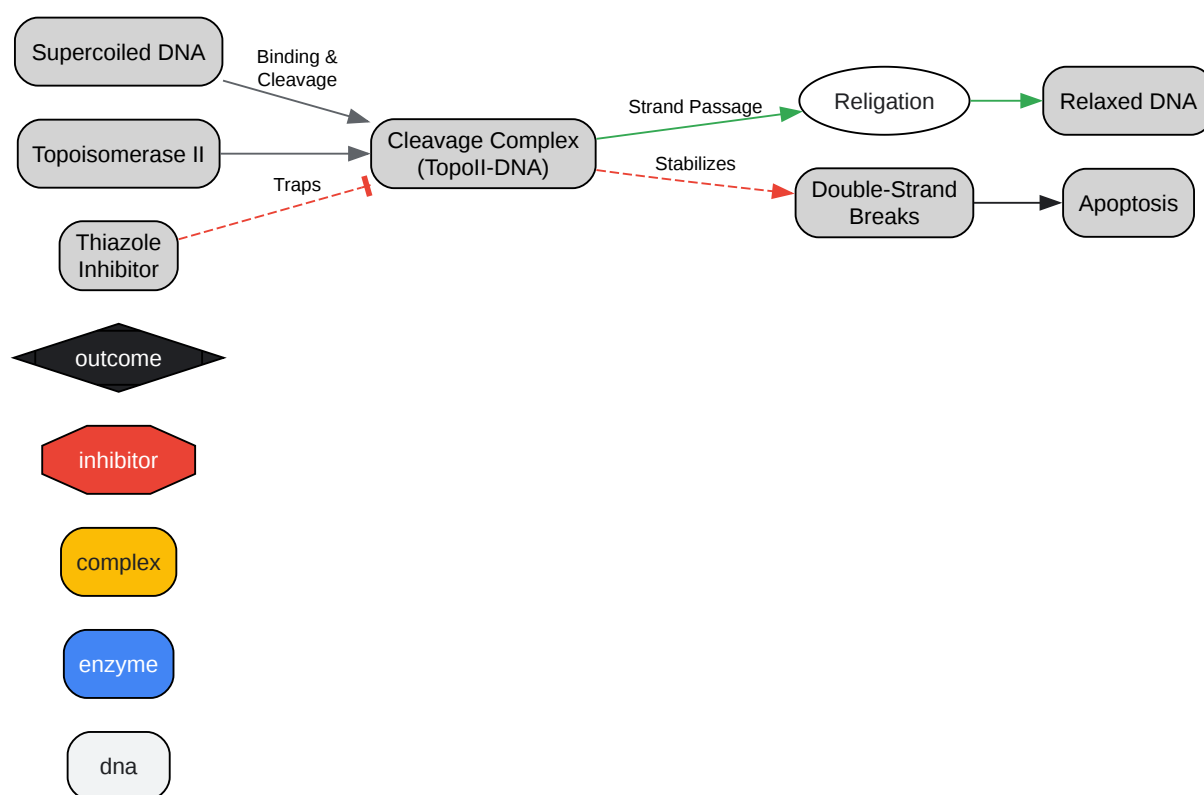 Supercoiled DNA
Binding &
Cleavage
Topoisomerase II
Traps
Thiazole
Inhibitor
Cleavage Complex
(TopoII-DNA)
Strand Passage
Stabilizes
Religation
Relaxed DNA
Double-Strand
Breaks
Apoptosis
outcome
inhibitor
complex
enzyme
dna